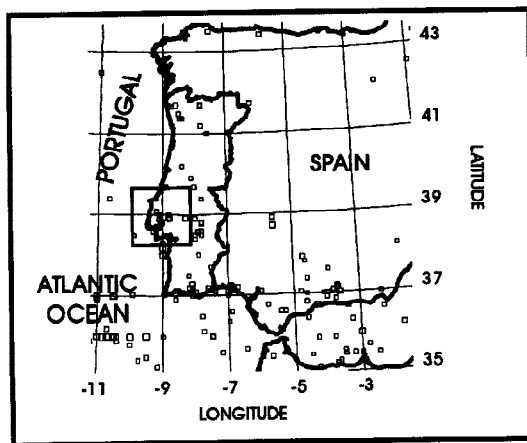 43
41
PORTUGAL
SPAIN
LATITUDE
39
37
ATLANTIC
OCEAN
35
-11
-9
-7
-5
-3
LONGITUDE